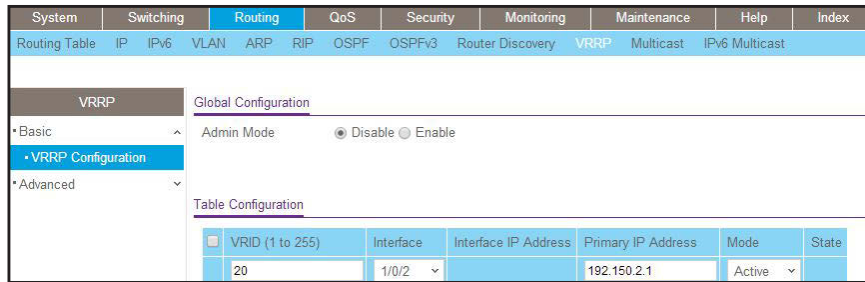 System Switching Routing QoS Security Monitoring Maintenance Help Index
Routing Table IP IPv6 VLAN ARP RIP OSPF OSPFv3 Router Discovery VRRP Multicast IPv6 Multicast
VRRP
Basic
VRRP Configuration
Advanced
Global Configuration
Admin Mode Disable Enable
Table Configuration
VRID (1 to 255) Interface Interface IP Address Primary IP Address Mode State
20 1/0/2 192.150.2.1 Active